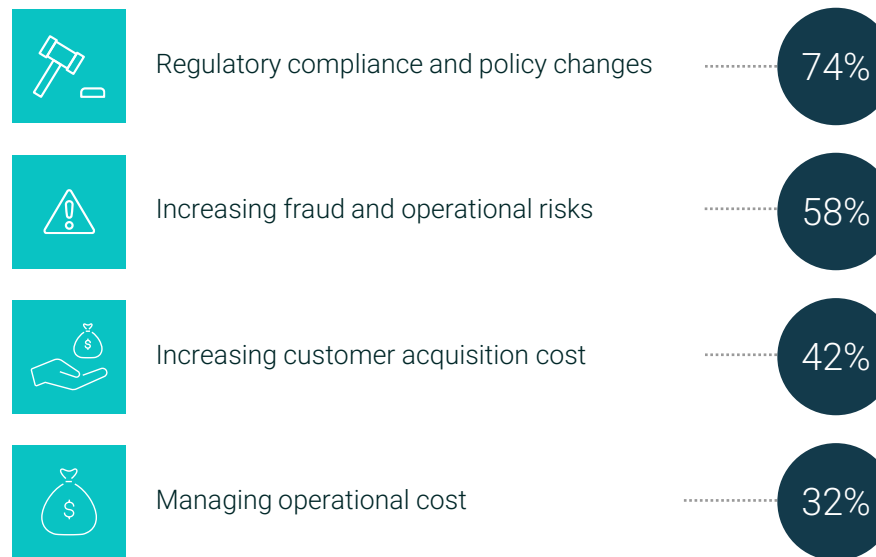 Regulatory compliance and policy changes 74%
Increasing fraud and operational risks 58%
$
Increasing customer acquisition cost 42%
$
Managing operational cost 32%